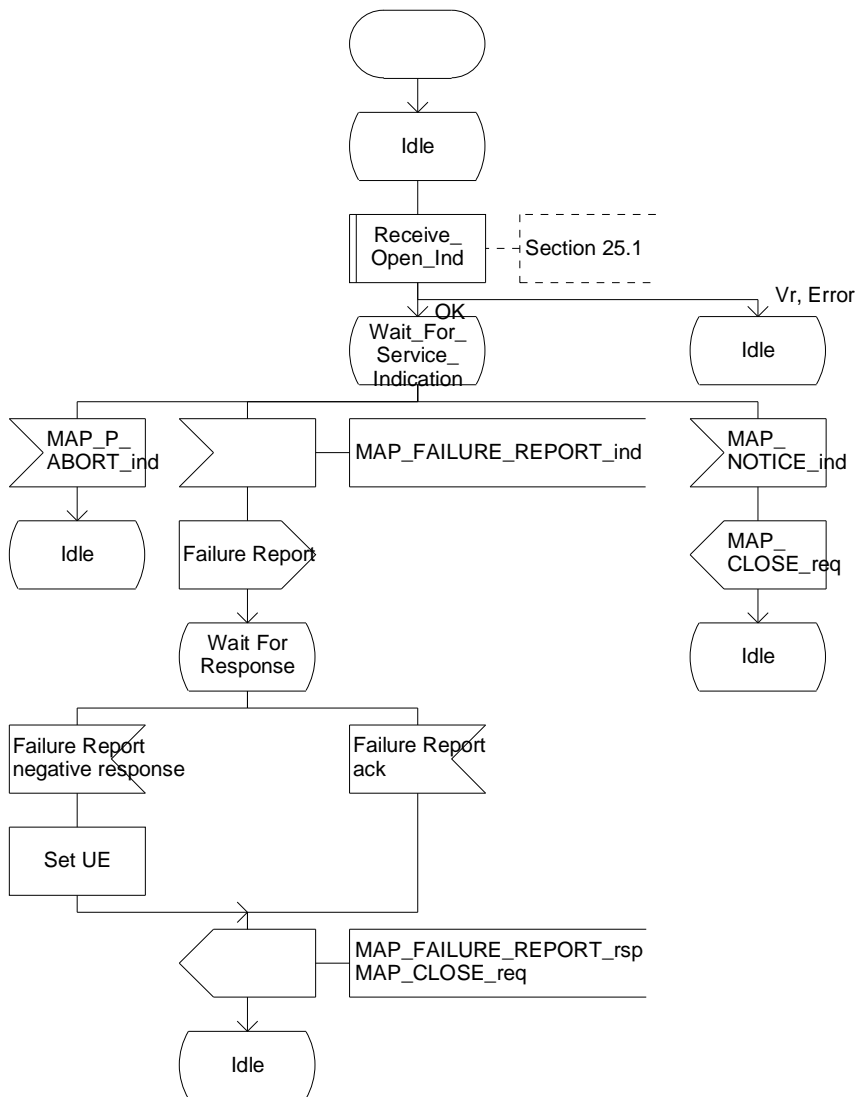 Idle
Receive_
Open_Ind
Section 25.1
Vr, Error
OK
Wait_For_
Service_
Indication
Idle
MAP_P_
ABORT_ind
MAP_FAILURE_REPORT_ind
MAP_
NOTICE_ind
Idle
Failure Report
MAP_
CLOSE_req
Wait For
Response
Idle
Failure Report
negative response
Failure Report
ack
Set UE
MAP_FAILURE_REPORT_rsp
MAP_CLOSE_req
Idle